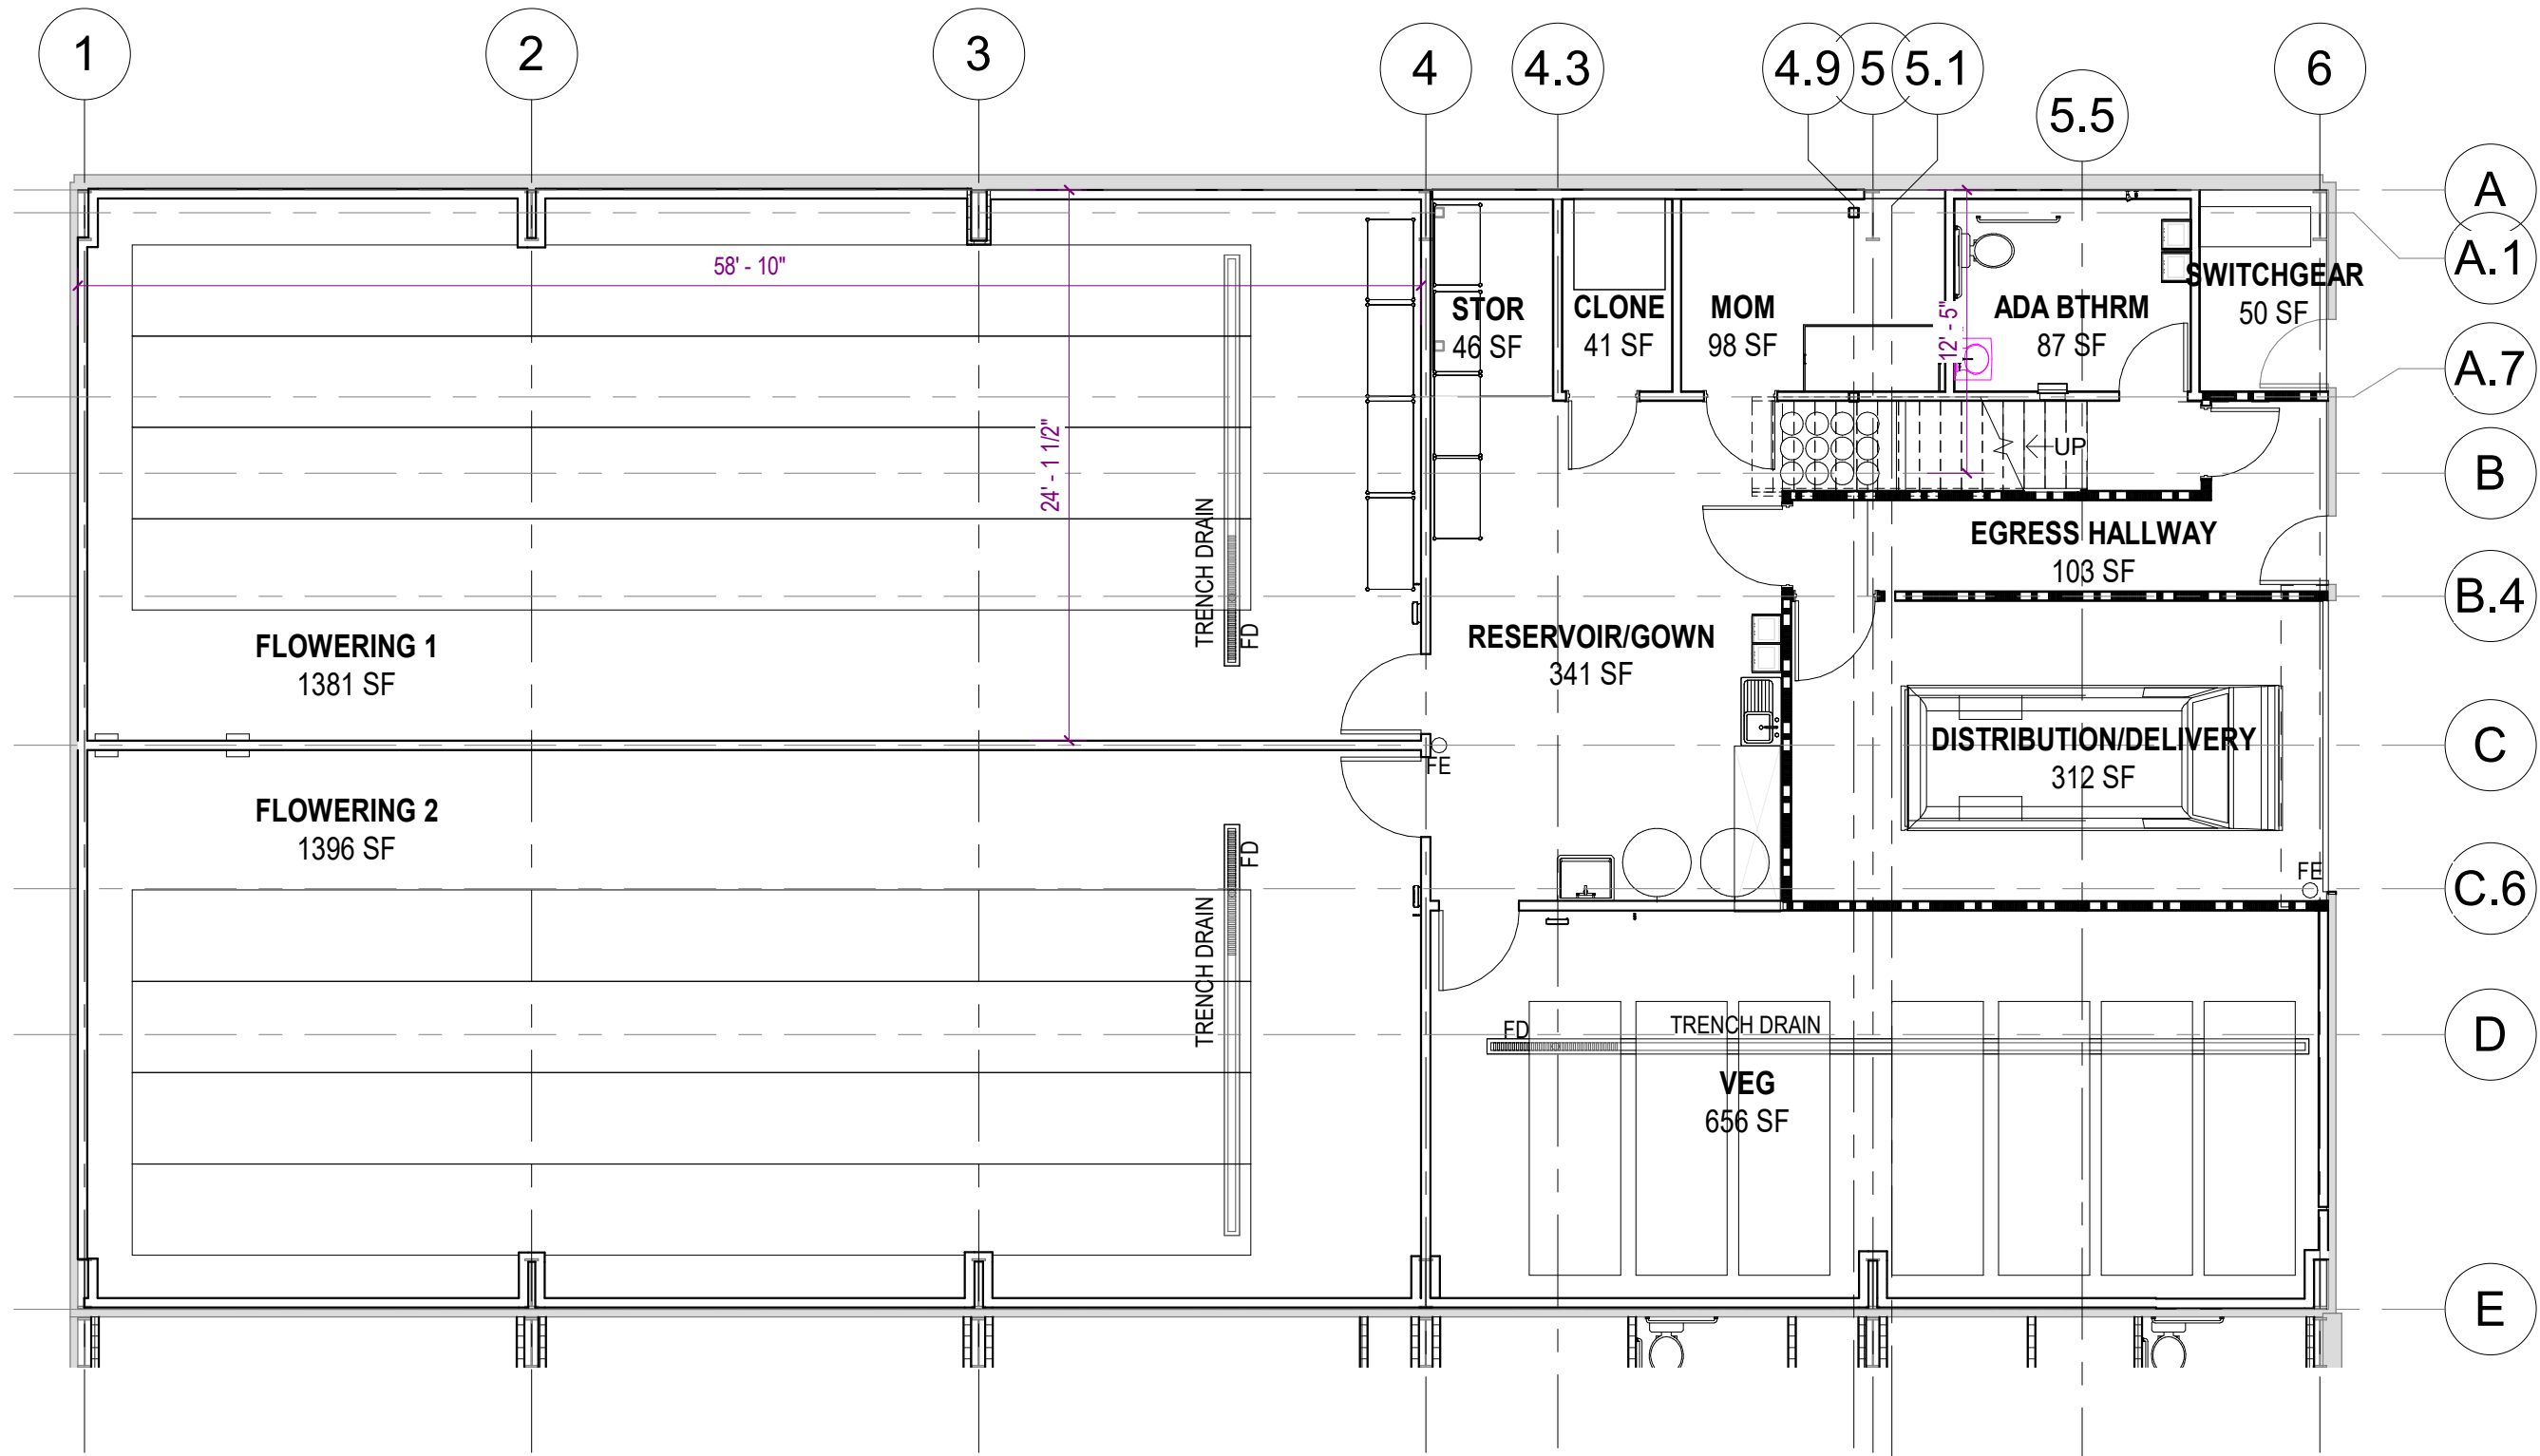 1
2
3
4
4.3
4.9
5
5.1
5.5
6
A
A.1
A.7
B
B.4
C
C.6
D
E
58' - 10"
24' - 1 1/2"
12' - 5"
STOR
46 SF
CLONE
41 SF
MOM
98 SF
ADA BTHRM
87 SF
SWITCHGEAR
50 SF
UP
EGRESS HALLWAY
103 SF
TRENCH DRAIN
FD
FLOWERING 1
1381 SF
RESERVOIR/GOWN
341 SF
DISTRIBUTION/DELIVERY
312 SF
FE
FE
FLOWERING 2
1396 SF
FD
TRENCH DRAIN
FD
TRENCH DRAIN
VEG
656 SF